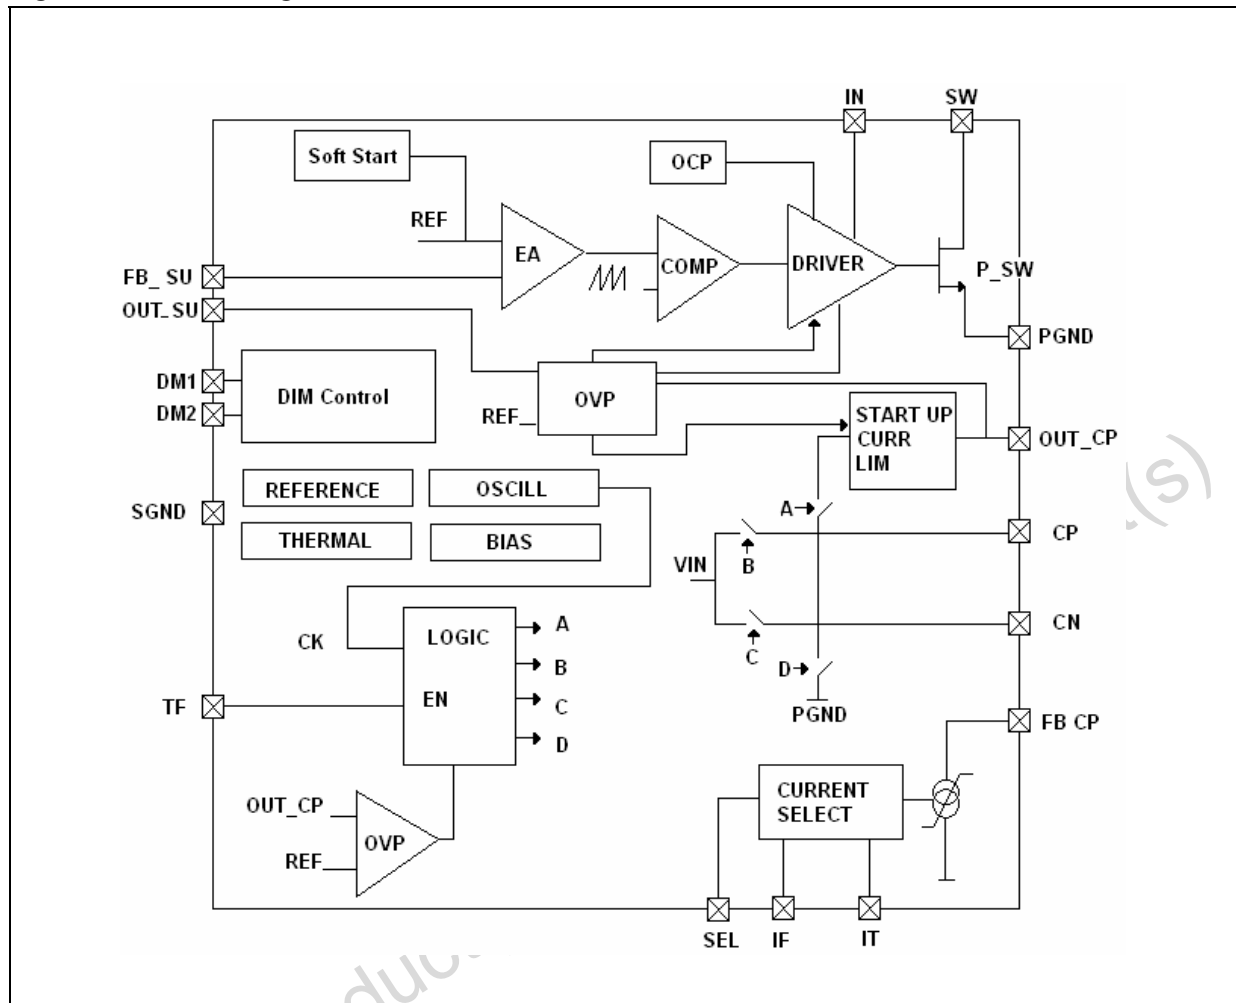 IN SW
Soft Start
OCP
REF
EA
COMP
DRIVER
P_SW
FB_ SU
OUT_SU
PGND
DM1
DM2
DIM Control
REF
OVP
START UP
CURR
LIM
OUT_CP
REFERENCE
OSCILL
SGND
THERMAL
BIAS
A
CP
VIN
B
CK
LOGIC
EN
A
B
C
D
CN
C
D
PGND
TF
FB CP
OUT_CP
REF
OVP
CURRENT
SELECT
SEL IF IT